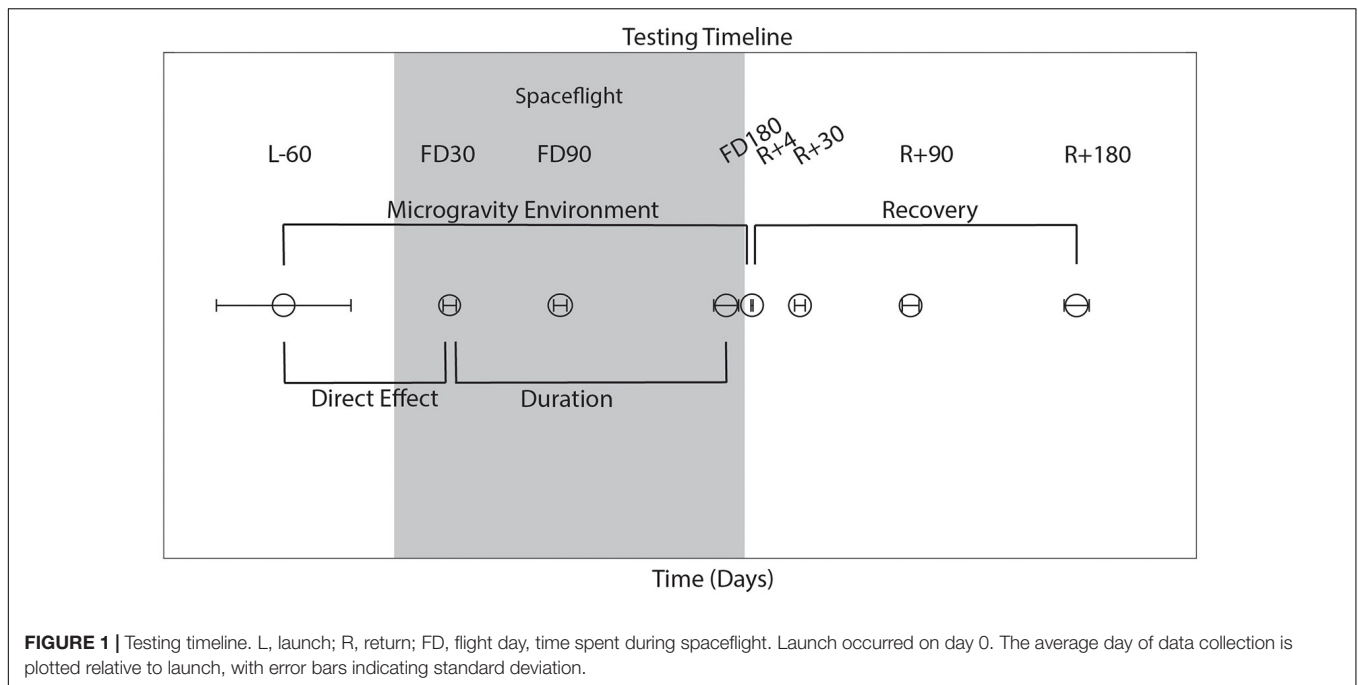 Testing Timeline
Spaceflight
L-60 FD30 FD90 FD180 R+4 R+30 R+90 R+180
Microgravity Environment Recovery
Direct Effect Duration
Time (Days)
FIGURE 1 | Testing timeline. L, launch; R, return; FD, flight day, time spent during spaceflight. Launch occurred on day 0. The average day of data collection is
plotted relative to launch, with error bars indicating standard deviation.